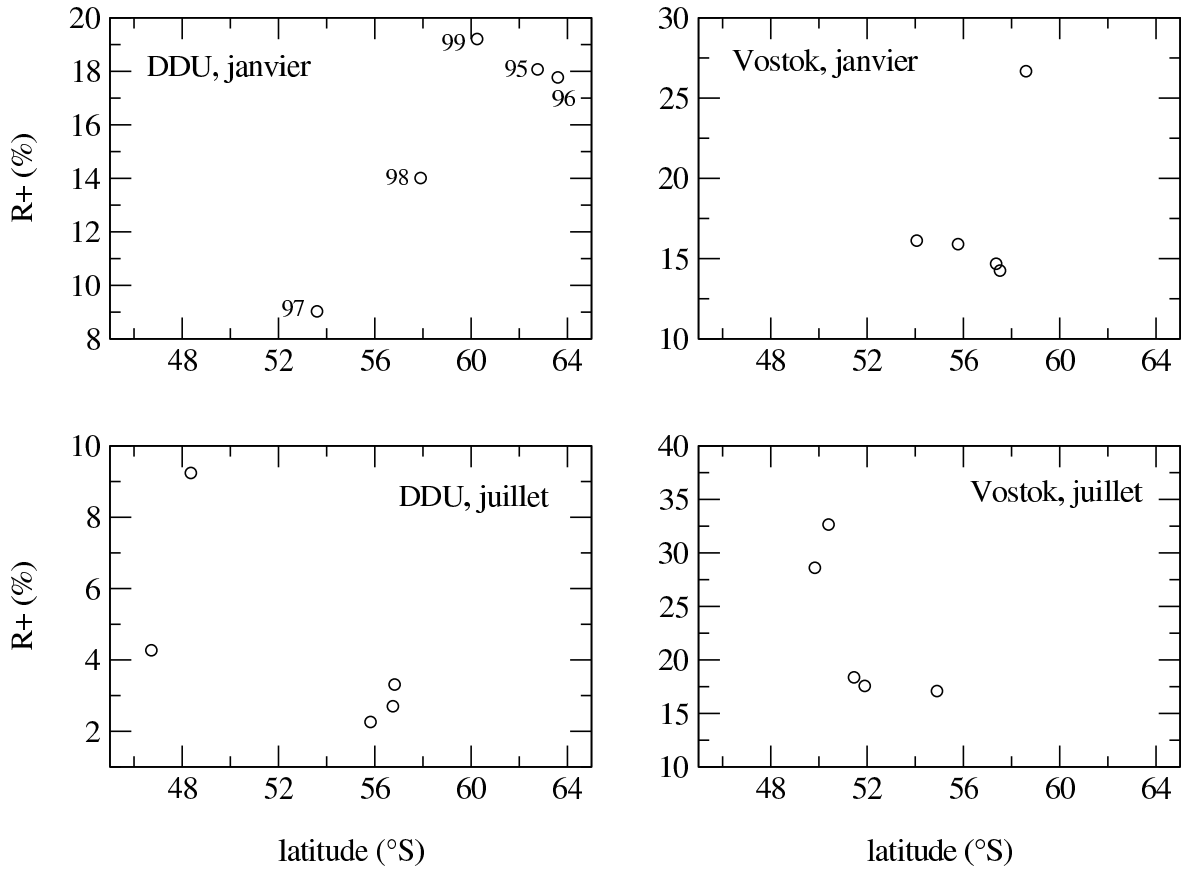 20
18
16
14
12
10
8
R+ (%)
DDU, janvier
99
95
96
98
97
48 52 56 60 64
30
25
20
15
10
Vostok, janvier
48 52 56 60 64
10
8
6
4
2
R+ (%)
DDU, juillet
48 52 56 60 64
latitude (°S)
40
35
30
25
20
15
10
Vostok, juillet
48 52 56 60 64
latitude (°S)